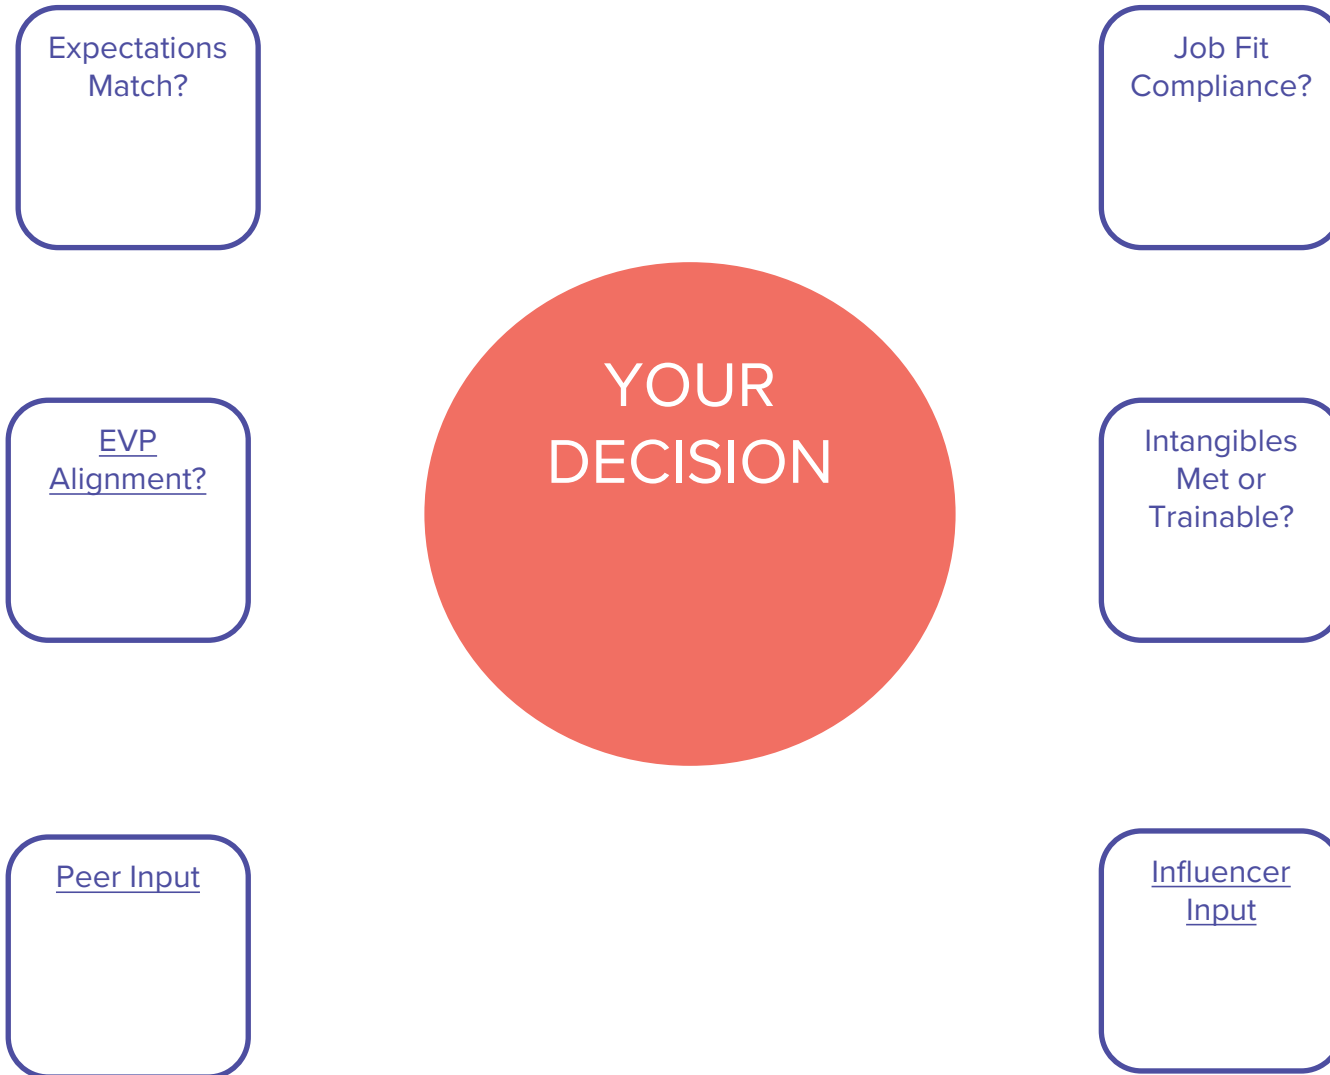 Expectations
Match?
Job Fit
Compliance?
YOUR
DECISION
EVP
Alignment?
Intangibles
Met or
Trainable?
Peer Input
Influencer
Input